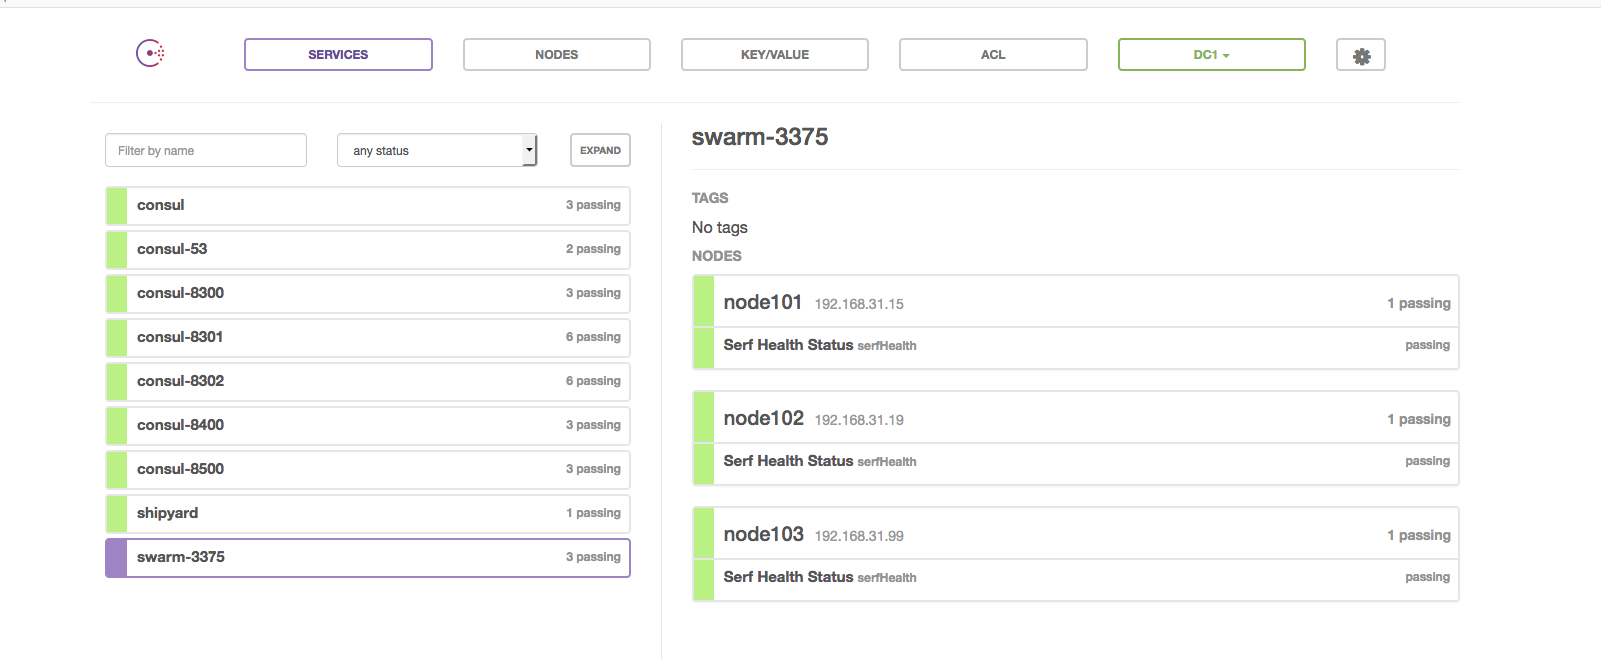 SERVICES NODES KEY/VALUE ACL DC1
Filter by name any status EXPAND
consul 3 passing
consul-53 2 passing
consul-8300 3 passing
consul-8301 6 passing
consul-8302 6 passing
consul-8400 3 passing
consul-8500 3 passing
shipyard 1 passing
swarm-3375 3 passing
swarm-3375
TAGS
No tags
NODES
node101 192.168.31.15 1 passing
Serf Health Status serfHealth passing
node102 192.168.31.19 1 passing
Serf Health Status serfHealth passing
node103 192.168.31.99 1 passing
Serf Health Status serfHealth passing